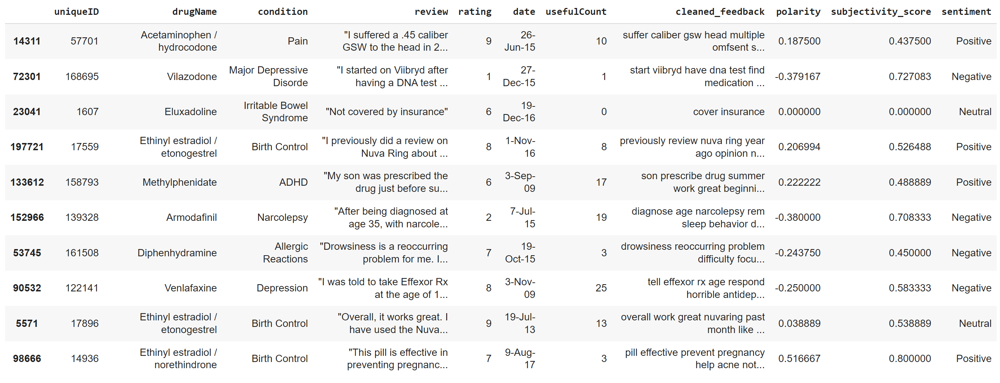 uniqueID drugName condition review rating date usefulCount cleaned_feedback polarity subjectivity_score sentiment
14311 57701 Acetaminophen / hydrocodone Pain "I suffered a .45 caliber GSW to the head in 2... 9 26-Jun-15 10 suffer caliber gsw head multiple omfsent s... 0.187500 0.437500 Positive
72301 168695 Vilazodone Major Depressive Disorde "I started on Viibryd after having a DNA test ... 1 27-Dec-15 1 start viibryd have dna test find medication ... -0.379167 0.727083 Negative
23041 1607 Eluxadoline Irritable Bowel Syndrome "Not covered by insurance" 6 19-Dec-16 0 cover insurance 0.000000 0.000000 Neutral
197721 17559 Ethinyl estradiol / etonogestrel Birth Control "I previously did a review on Nuva Ring about ... 8 1-Nov-16 8 previously review nuva ring year ago opinion n... 0.206994 0.526488 Positive
133612 158793 Methylphenidate ADHD "My son was prescribed the drug just before su... 6 3-Sep-09 17 son prescribe drug summer work great beginni... 0.222222 0.488889 Positive
152966 139328 Armodafinil Narcolepsy "After being diagnosed at age 35, with narcole... 2 7-Jul-15 19 diagnose age narcolepsy rem sleep behavior d... -0.380000 0.708333 Negative
53745 161508 Diphenhydramine Allergic Reactions "Drowsiness is a reoccurring problem for me. I... 7 19-Oct-15 3 drowsiness reoccurring problem difficulty focu... -0.243750 0.450000 Negative
90532 122141 Venlafaxine Depression "I was told to take Effexor Rx at the age of 1... 8 3-Nov-09 25 tell effexor rx age respond horrible antidep... -0.250000 0.583333 Negative
5571 17896 Ethinyl estradiol / etonogestrel Birth Control "Overall, it works great. I have used the Nuva... 9 19-Jul-13 13 overall work great nuvaring past month like ... 0.038889 0.538889 Neutral
98666 14936 Ethinyl estradiol / norethindrone Birth Control "This pill is effective in preventing pregnanc... 7 9-Aug-17 3 pill effective prevent pregnancy help acne not... 0.516667 0.800000 Positive